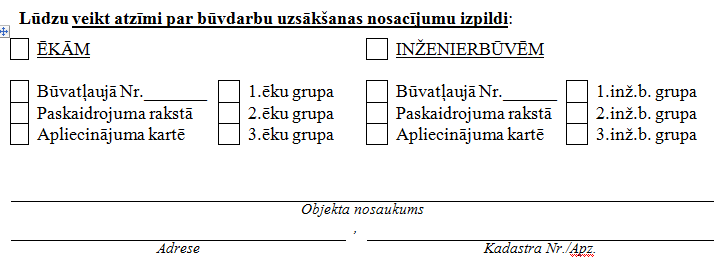 Lūdzu veikt atzīmi par būvdarbu uzsākšanas nosacījumu izpildi:
ĒKĀM INŽENIERBŪVĒM
Būvatļaujā Nr._______ 1.ēku grupa Būvatļaujā Nr.______ 1.inž.b. grupa
Paskaidrojuma rakstā 2.ēku grupa Paskaidrojuma rakstā 2.inž.b. grupa
Apliecinājuma kartē 3.ēku grupa Apliecinājuma kartē 3.inž.b. grupa
Objekta nosaukums
,
Adrese Kadastra Nr./Apz.